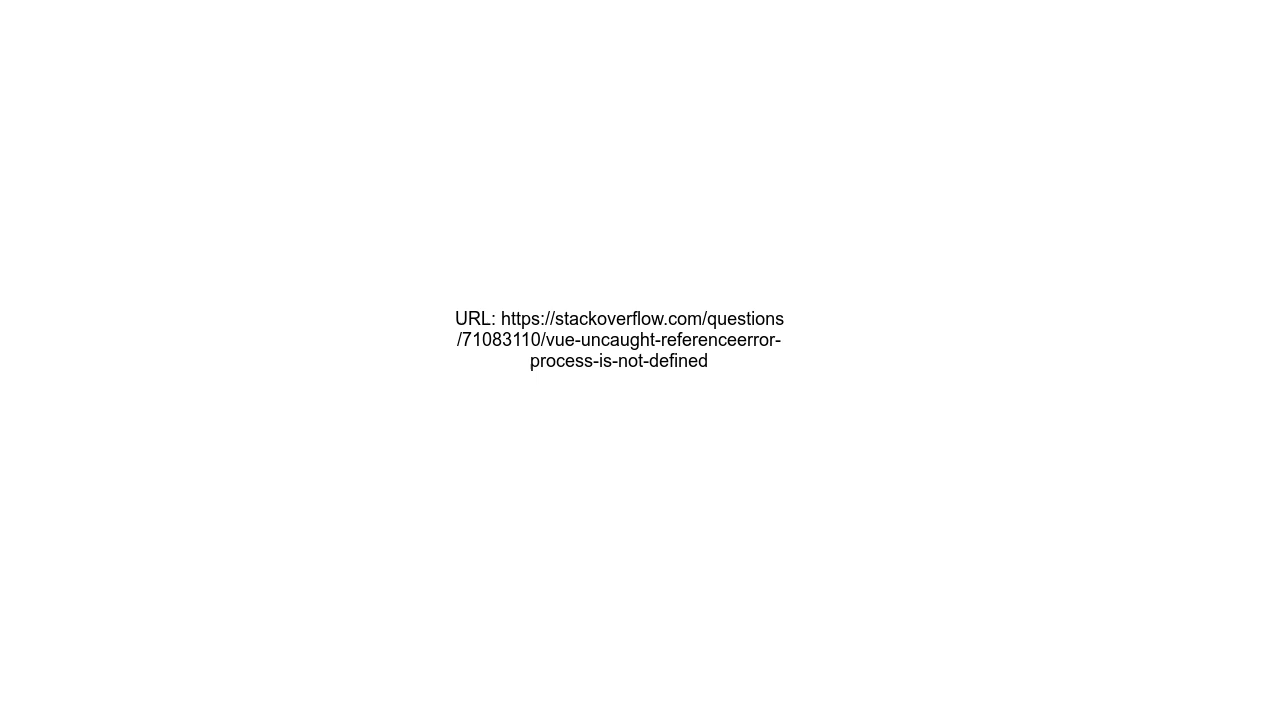 URL: https://stackoverflow.com/questions
/71083110/vue-uncaught-referenceerror-
process-is-not-defined